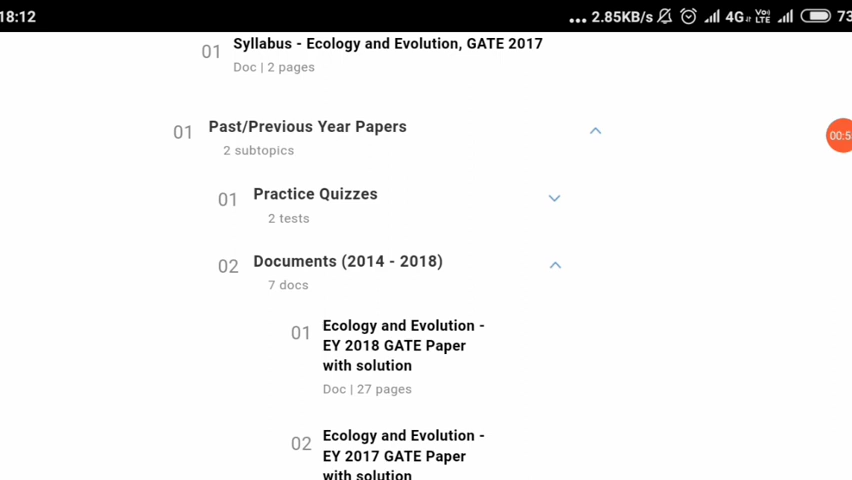 18:12 ... 2.85KB/s 4G Vo) LTE 73
01 Syllabus - Ecology and Evolution, GATE 2017
Doc | 2 pages
00:5
01 Past/Previous Year Papers
2 subtopics
01 Practice Quizzes
2 tests
02 Documents (2014 - 2018)
7 docs
01 Ecology and Evolution -
EY 2018 GATE Paper
with solution
Doc | 27 pages
02 Ecology and Evolution -
EY 2017 GATE Paper
with solution